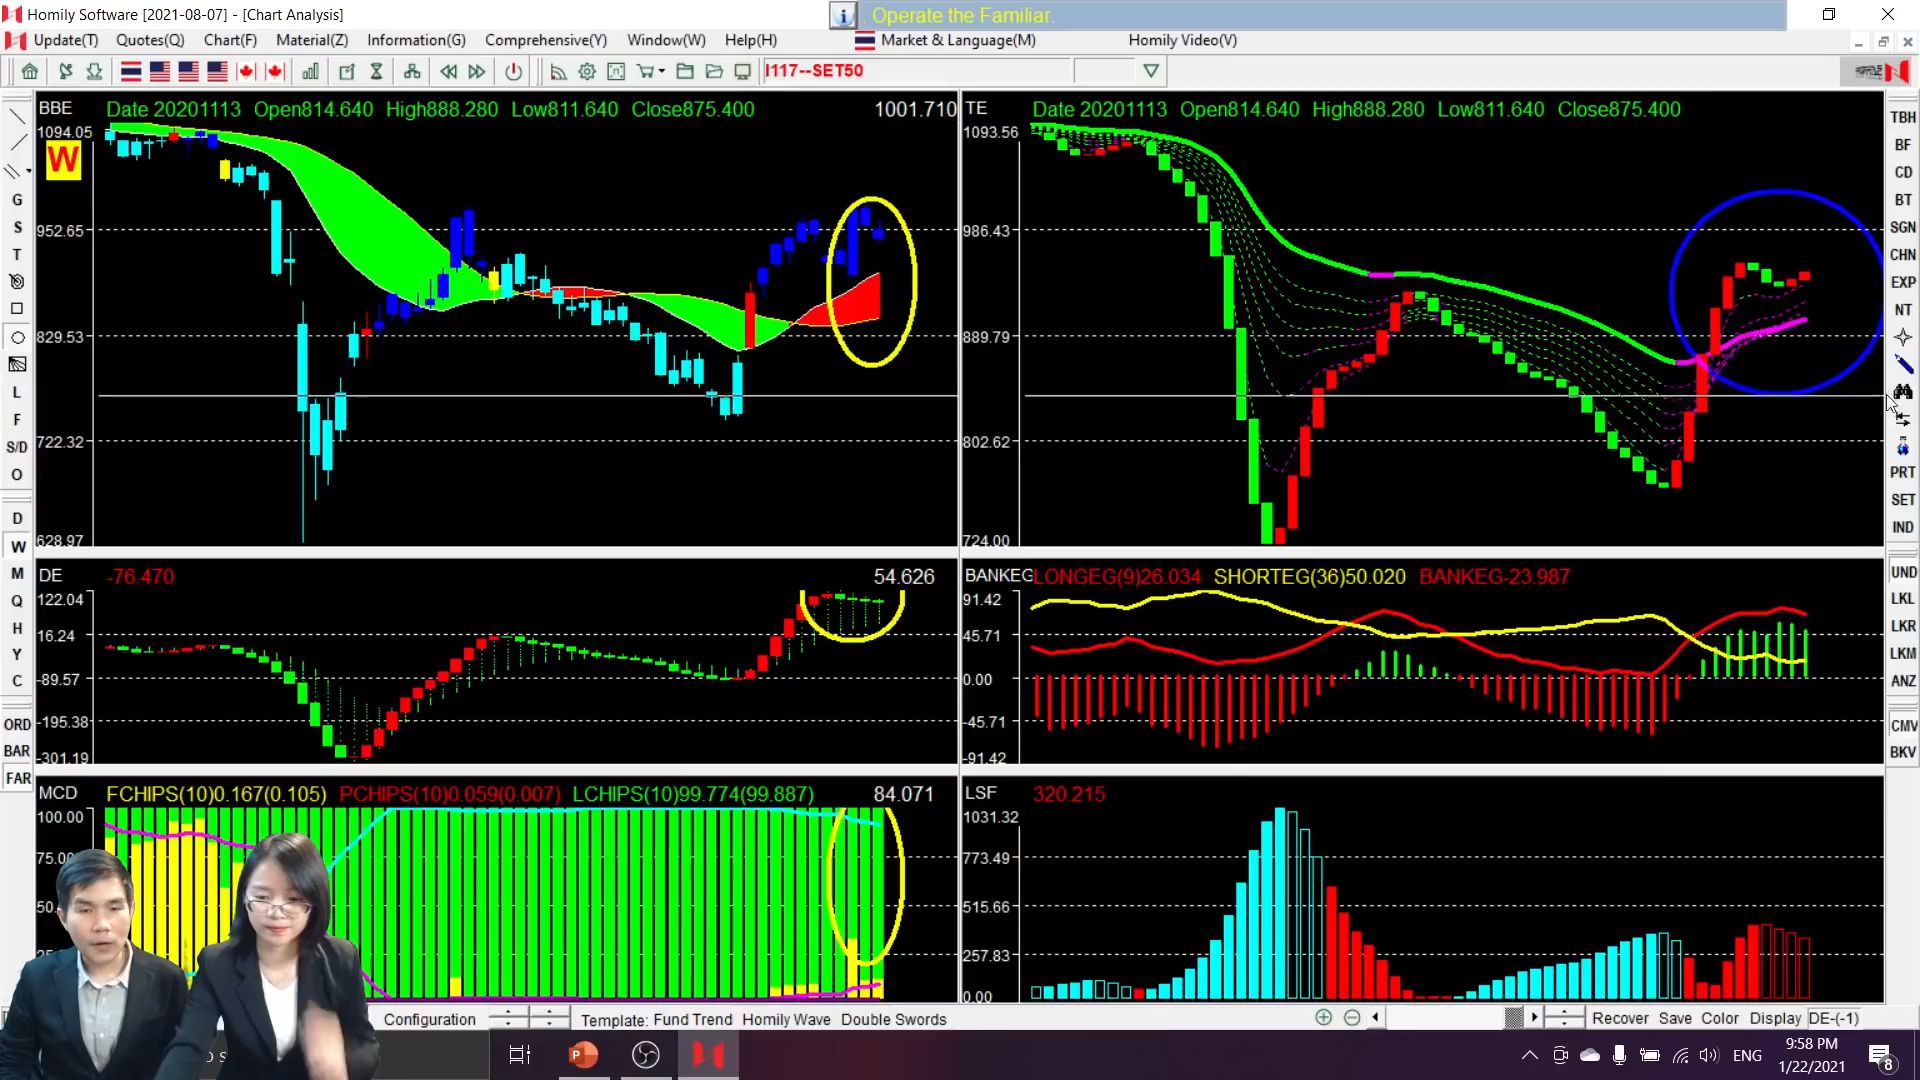 Homily Software [2021-08-07] - [Chart Analysis]
Operate the Familiar.
Update(T) Quotes(Q) Chart(F) Material(Z) Information(G) Comprehensive(Y) Window(W) Help(H) Market & Language(M) Homily Video(V)
I117--SET50
BBE Date 20201113 Open814.640 High888.280 Low811.640 Close875.400 1001.710
1094.05
W
952.65
829.53
722.32
628.97
TE Date 20201113 Open814.640 High888.280 Low811.640 Close875.400
1093.56
986.43
889.79
802.62
724.00
DE -76.470 54.626
122.04
16.24
-89.57
-195.38
-301.19
BANKEG LONGEG(9)26.034 SHORTEG(36)50.020 BANKEG-23.987
91.42
45.71
0.00
-45.71
-91.42
MCD FCHIPS(10)0.167(0.105) PCHIPS(10)0.059(0.007) LCHIPS(10)99.774(99.887) 84.071
100.00
LSF 320.215
1031.32
773.49
515.66
257.83
0.00
G
S
T
L
F
S/D
O
D
W
M
Q
H
Y
C
ORD
BAR
FAR
TBH
BF
CD
BT
SGN
CHN
EXP
NT
PRT
SET
IND
UND
LKL
LKR
LKM
ANZ
CMV
BKV
Configuration Template: Fund Trend Homily Wave Double Swords
Recover Save Color Display DE-(-1)
ENG
9:58 PM
1/22/2021
8